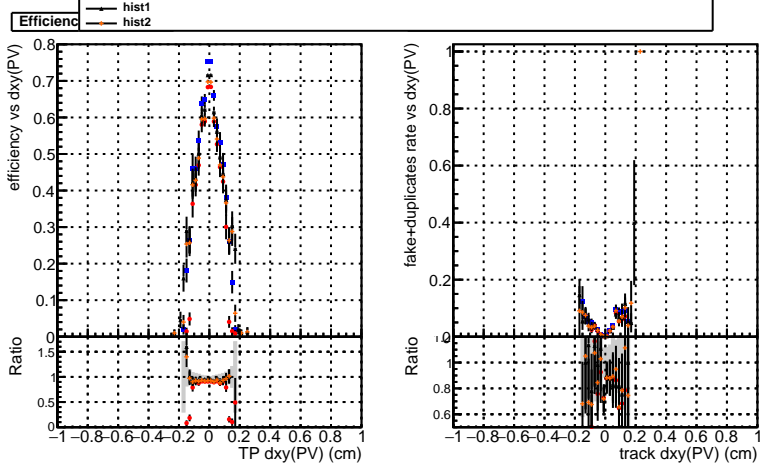 hist1
Efficienc
hist2
efficiency vs dxy(PV)
0.8
0.7
0.6
0.5
0.4
0.3
0.2
0.1
0
Ratio
1.5
1
0.5
0
−1 −0.8 −0.6 −0.4 −0.2 0 0.2 0.4 0.6 0.8 1
TP dxy(PV) (cm)
fake+duplicates rate vs dxy(PV)
1
0.8
0.6
0.4
0.2
Ratio
1
0.8
0.6
−1 −0.8 −0.6 −0.4 −0.2 0 0.2 0.4 0.6 0.8 1
track dxy(PV) (cm)